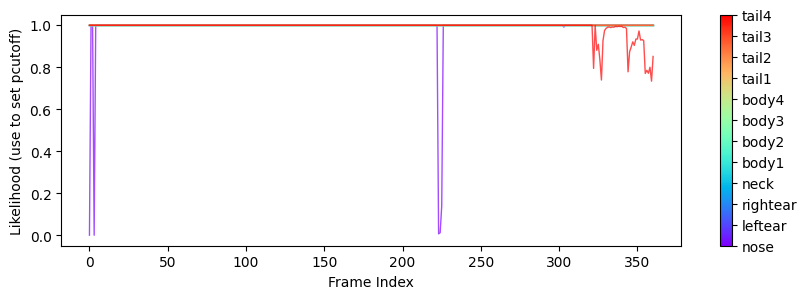 Likelihood (use to set pcutoff)
1.0
0.8
0.6
0.4
0.2
0.0
0 50 100 150 200 250 300 350
Frame Index
tail4
tail3
tail2
tail1
body4
body3
body2
body1
neck
rightear
leftear
nose